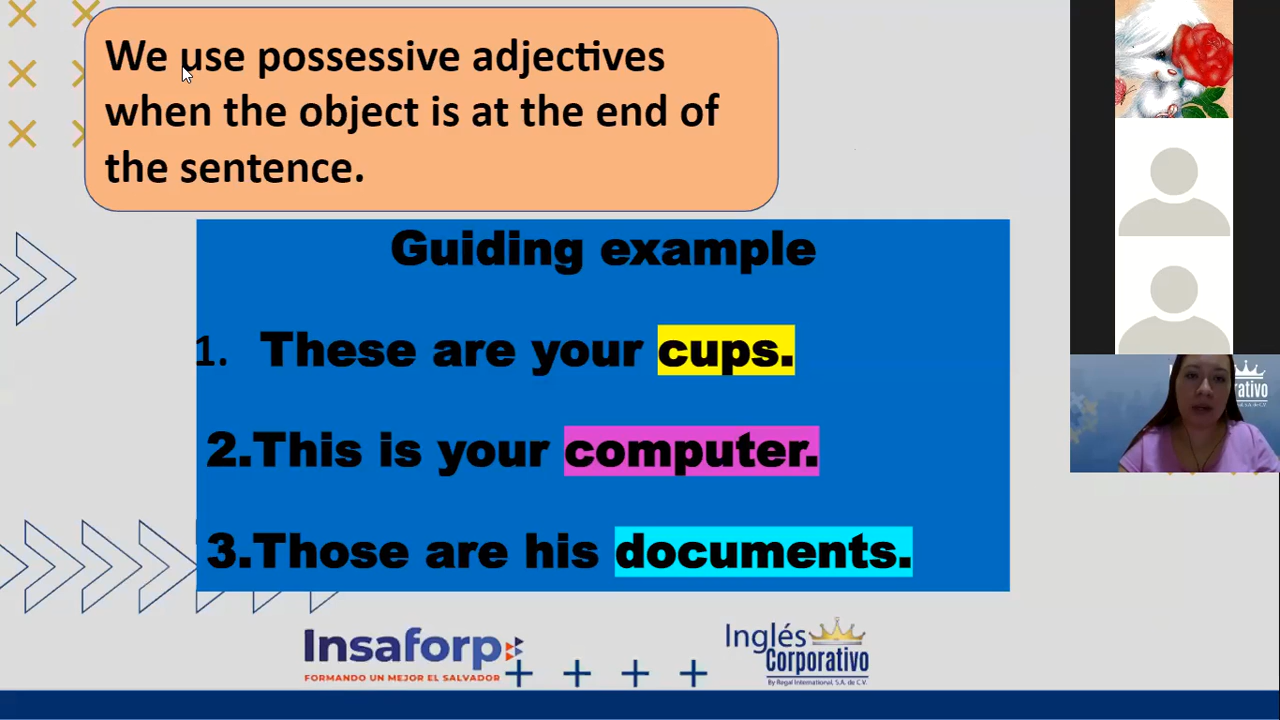 We use possessive adjectives
when the object is at the end of
the sentence.
Guiding example
1. These are your cups.
2.This is your computer.
3.Those are his documents.
Insaforp
FORMANDO UN MEJOR EL SALVADOR
Inglés
Corporativo
By Regal International, S.A. de C.V.
rativo